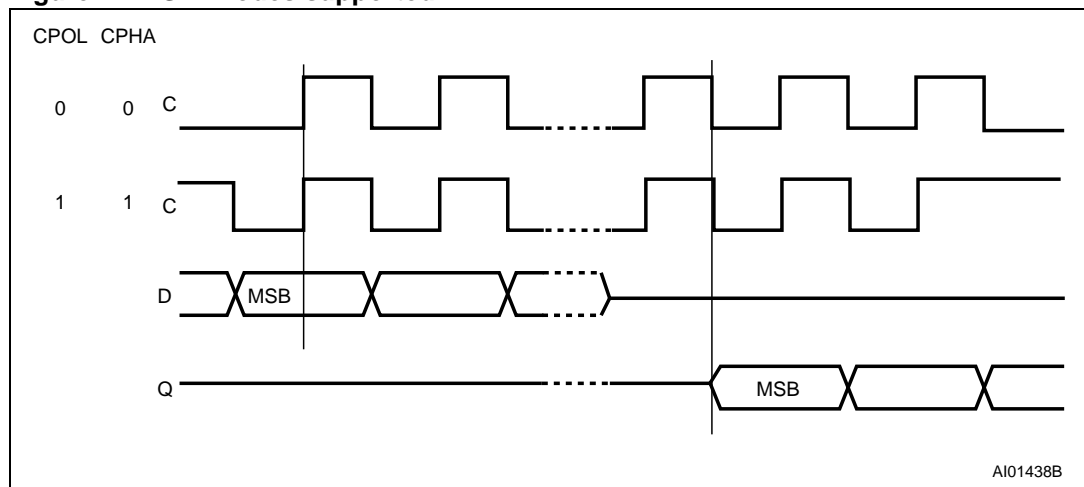 CPOL CPHA
0 0 C
1 1 C
D MSB
Q MSB
AI01438B